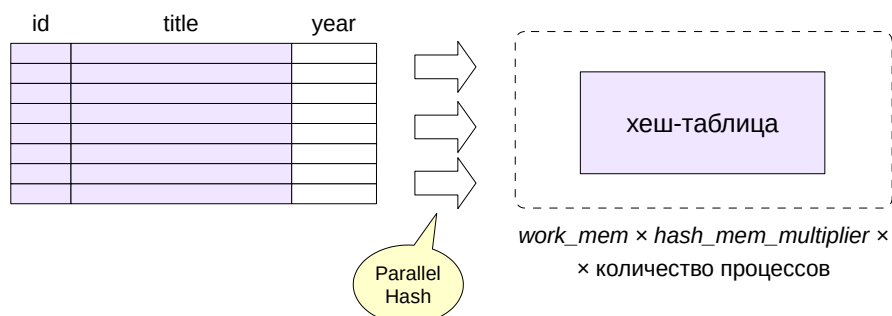 id title year
хеш-таблица
work_mem × hash_mem_multiplier ×
× количество процессов
Parallel
Hash